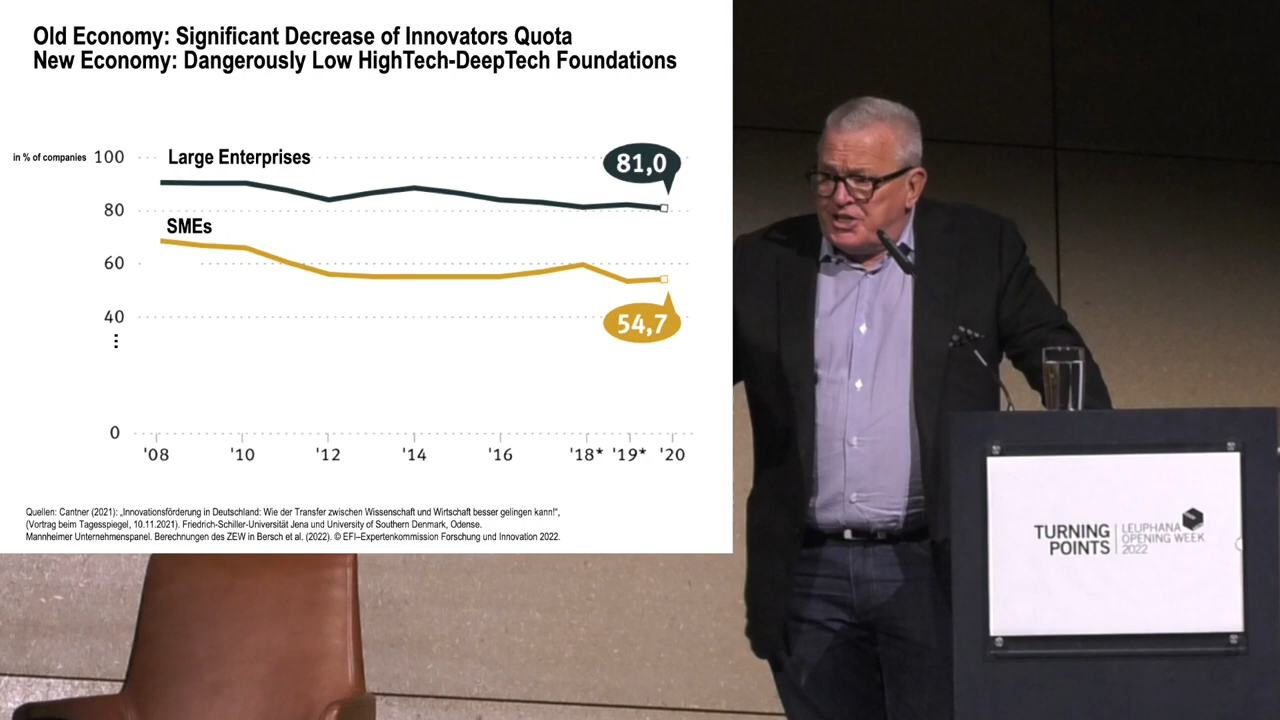 Old Economy: Significant Decrease of Innovators Quota
New Economy: Dangerously Low HighTech-DeepTech Foundations
in % of companies
100
Large Enterprises
81,0
80
SMEs
60
40
54,7
0
'08
'10
'12
'14
'16
'18*
'19*
'20
Quellen: Cantner (2021): „Innovationsförderung in Deutschland: Wie der Transfer zwischen Wissenschaft und Wirtschaft besser gelingen kann!“,
(Vortrag beim Tagesspiegel, 10.11.2021). Friedrich-Schiller-Universität Jena und University of Southern Denmark, Odense.
Mannheimer Unternehmenspanel. Berechnungen des ZEW in Bersch et al. (2022). © EFI–Expertenkommission Forschung und Innovation 2022.
TURNING
POINTS
LEUPHANA
OPENING WEEK
2022